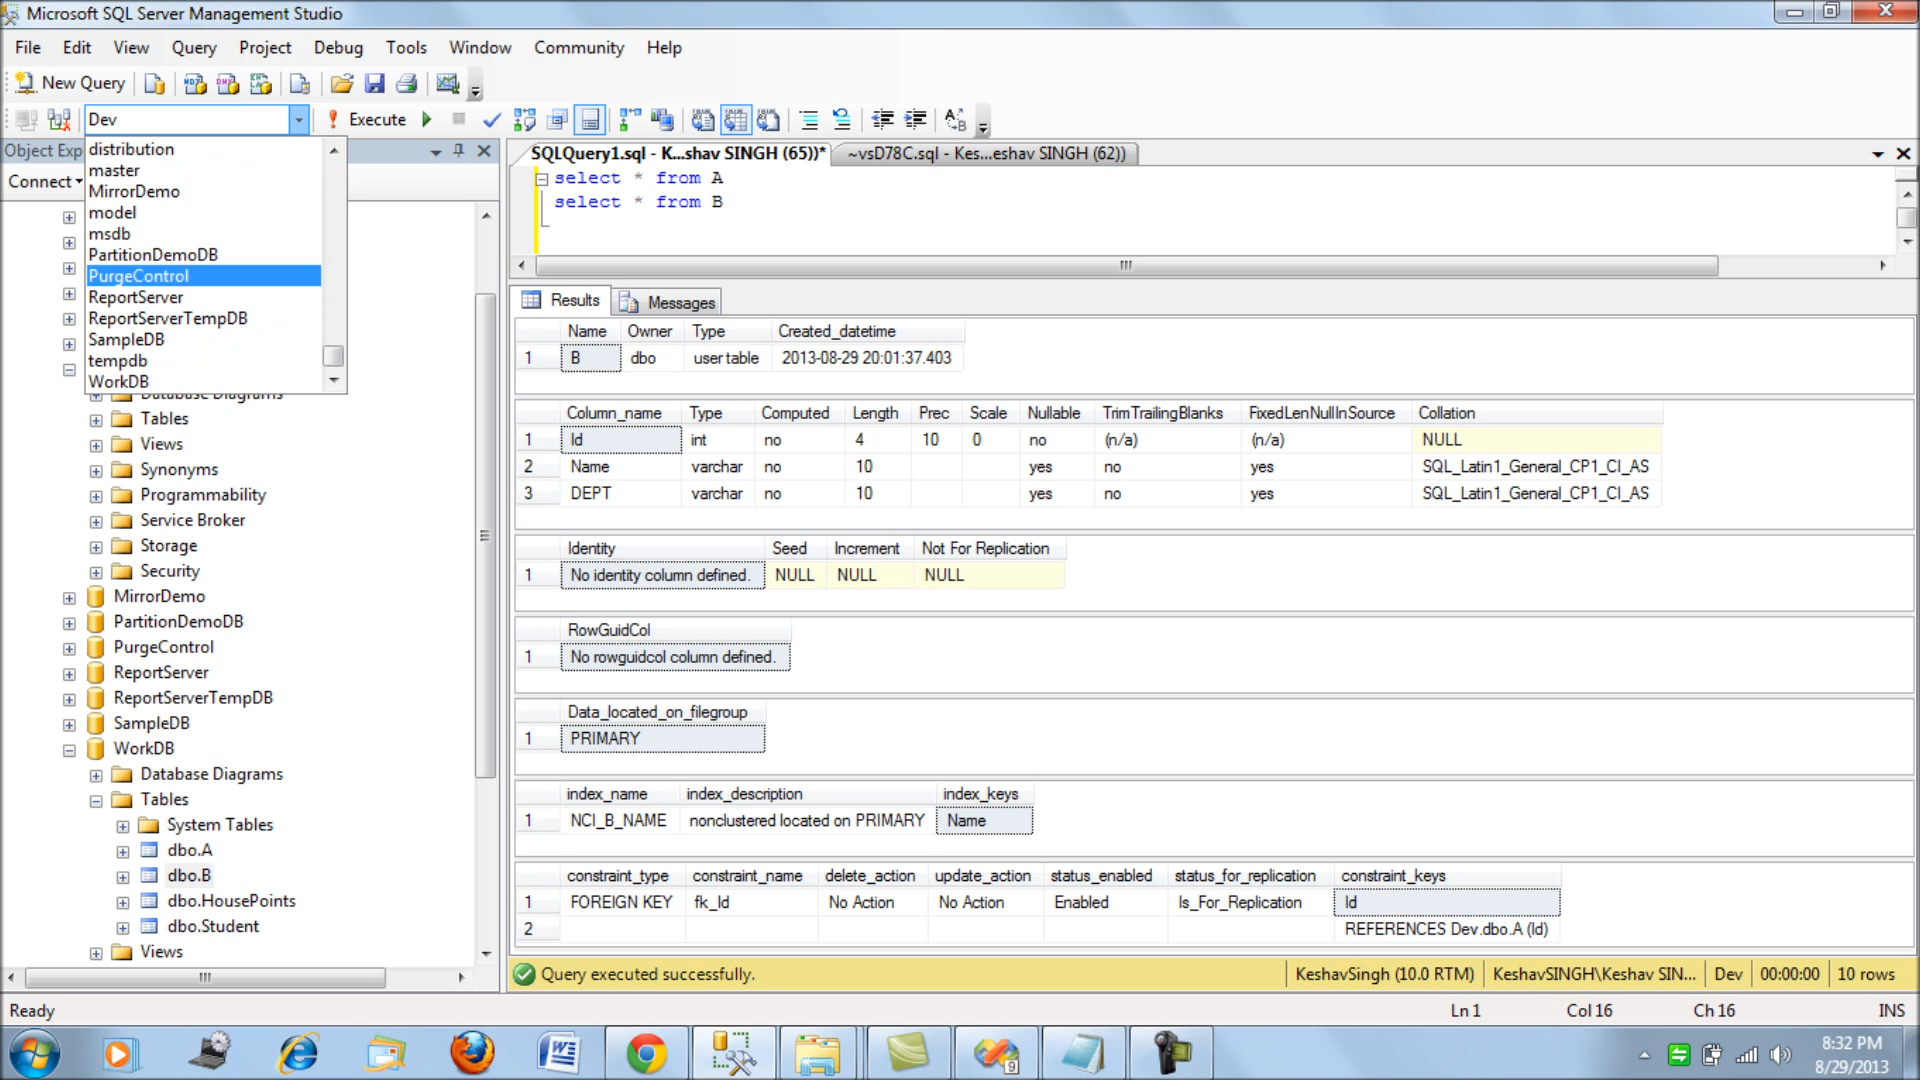 Microsoft SQL Server Management Studio
File Edit View Query Project Debug Tools Window Community Help
New Query
Dev Execute
Object Exp
Connect
distribution
master
MirrorDemo
model
msdb
PartitionDemoDB
PurgeControl
ReportServer
ReportServerTempDB
SampleDB
tempdb
WorkDB
Database Diagrams
Tables
Views
Synonyms
Programmability
Service Broker
Storage
Security
MirrorDemo
PartitionDemoDB
PurgeControl
ReportServer
ReportServerTempDB
SampleDB
WorkDB
Database Diagrams
Tables
System Tables
dbo.A
dbo.B
dbo.HousePoints
dbo.Student
Views
SQLQuery1.sql - K...shav SINGH (65))* ~vsD78C.sql - Kes...eshav SINGH (62))
select * from A
select * from B
Results Messages
Name Owner Type Created_datetime
1 B dbo user table 2013-08-29 20:01:37.403
Column_name Type Computed Length Prec Scale Nullable TrimTrailingBlanks FixedLenNullInSource Collation
1 Id int no 4 10 0 no (n/a) (n/a) NULL
2 Name varchar no 10 yes no yes SQL_Latin1_General_CP1_CI_AS
3 DEPT varchar no 10 yes no yes SQL_Latin1_General_CP1_CI_AS
Identity Seed Increment Not For Replication
1 No identity column defined. NULL NULL NULL
RowGuidCol
1 No rowguidcol column defined.
Data_located_on_filegroup
1 PRIMARY
index_name index_description index_keys
1 NCI_B_NAME nonclustered located on PRIMARY Name
constraint_type constraint_name delete_action update_action status_enabled status_for_replication constraint_keys
1 FOREIGN KEY fk_Id No Action No Action Enabled Is_For_Replication Id
2 REFERENCES Dev.dbo.A (Id)
Query executed successfully. KeshavSingh (10.0 RTM) KeshavSINGH\Keshav SIN... Dev 00:00:00 10 rows
Ready Ln 1 Col 16 Ch 16 INS
9
8:32 PM
8/29/2013